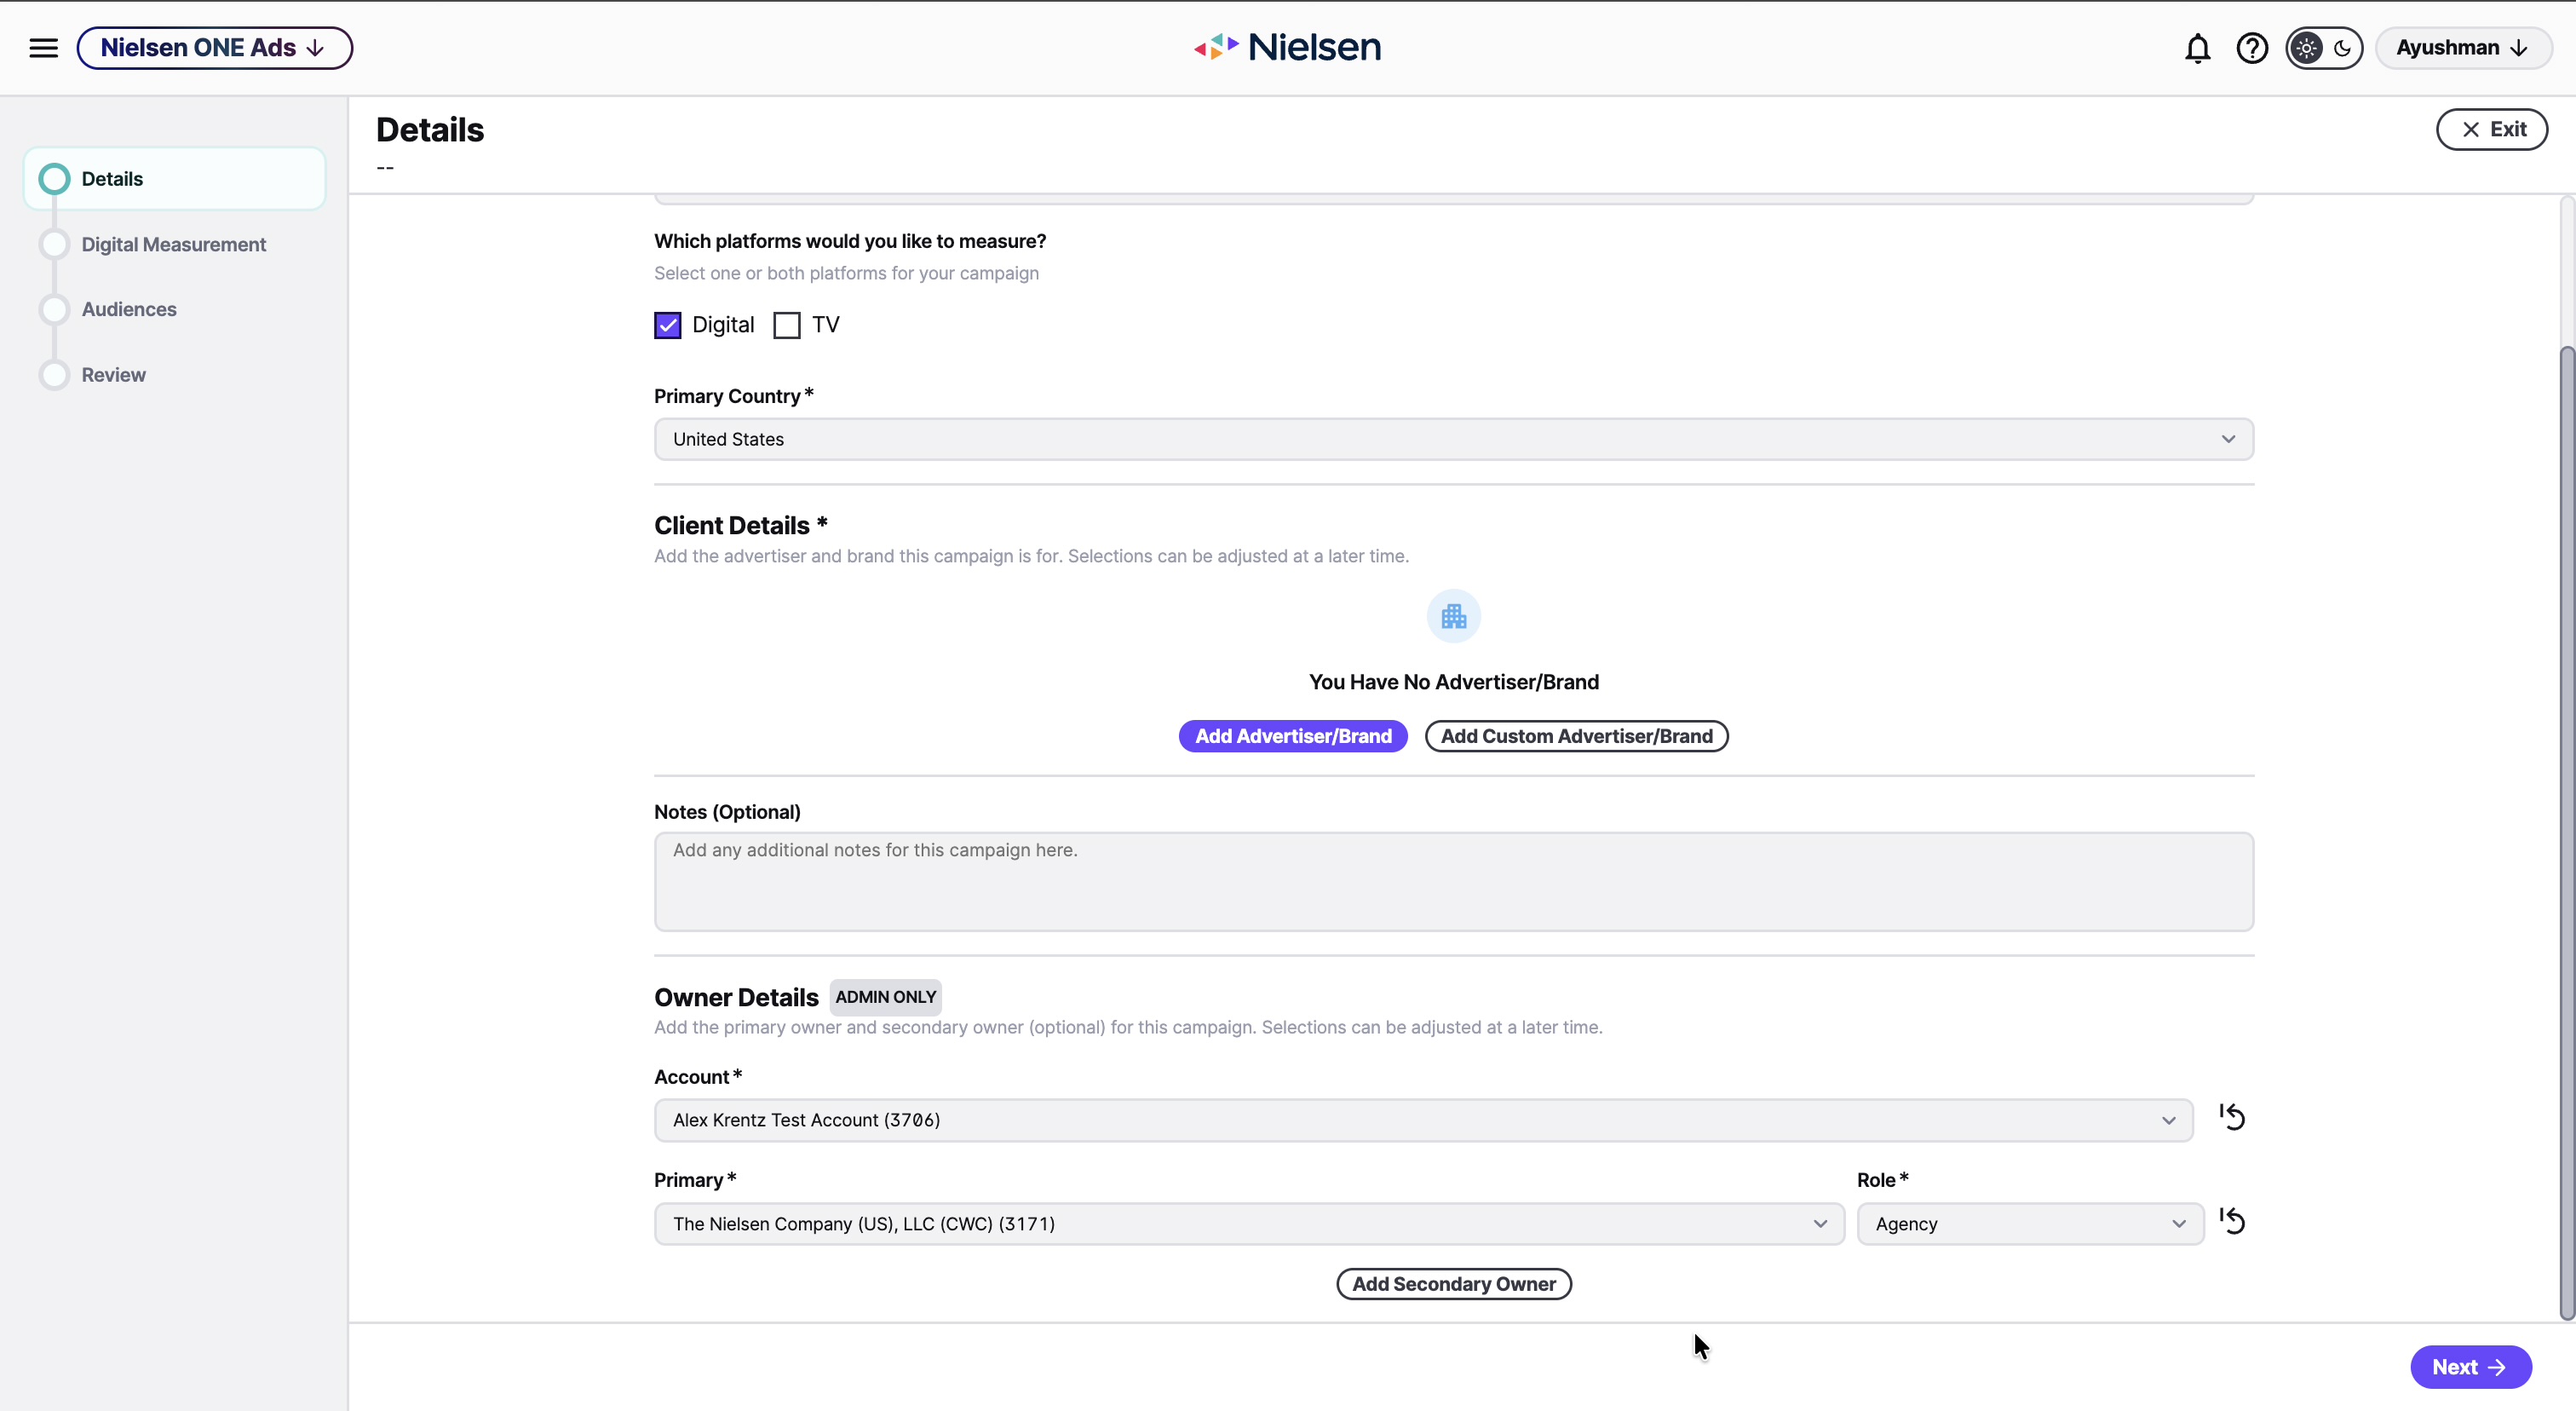 Nielsen ONE Ads
Nielsen
Ayushman
Details
Digital Measurement
Audiences
Review
Details
--
Exit
Which platforms would you like to measure?
Select one or both platforms for your campaign
Digital
TV
Primary Country*
United States
Client Details *
Add the advertiser and brand this campaign is for. Selections can be adjusted at a later time.
You Have No Advertiser/Brand
Add Advertiser/Brand
Add Custom Advertiser/Brand
Notes (Optional)
Add any additional notes for this campaign here.
Owner Details ADMIN ONLY
Add the primary owner and secondary owner (optional) for this campaign. Selections can be adjusted at a later time.
Account*
Alex Krentz Test Account (3706)
Primary*
Role*
The Nielsen Company (US), LLC (CWC) (3171)
Agency
Add Secondary Owner
Next